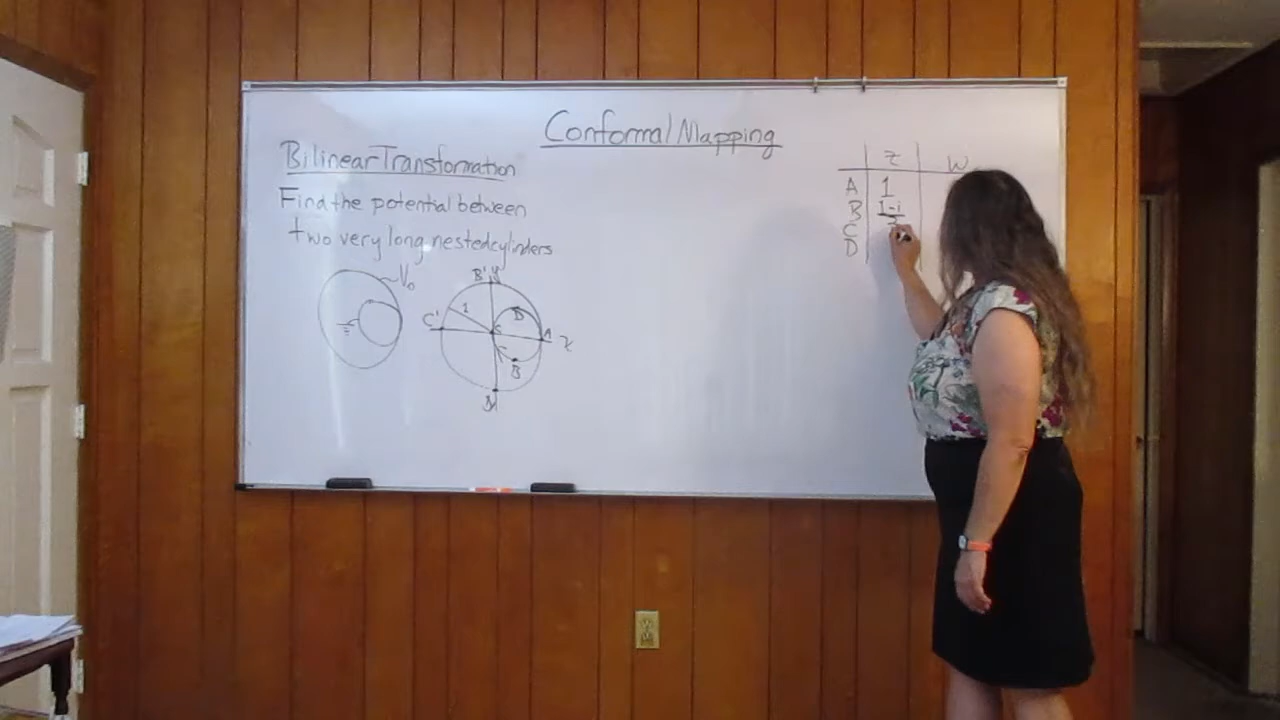 Conformal Mapping
Bilinear Transformation
Find the potential between
two very long nested cylinders
V₀
B' y
C' 1 D
A x
C
B
z w
A 1
B 1-i
C
D